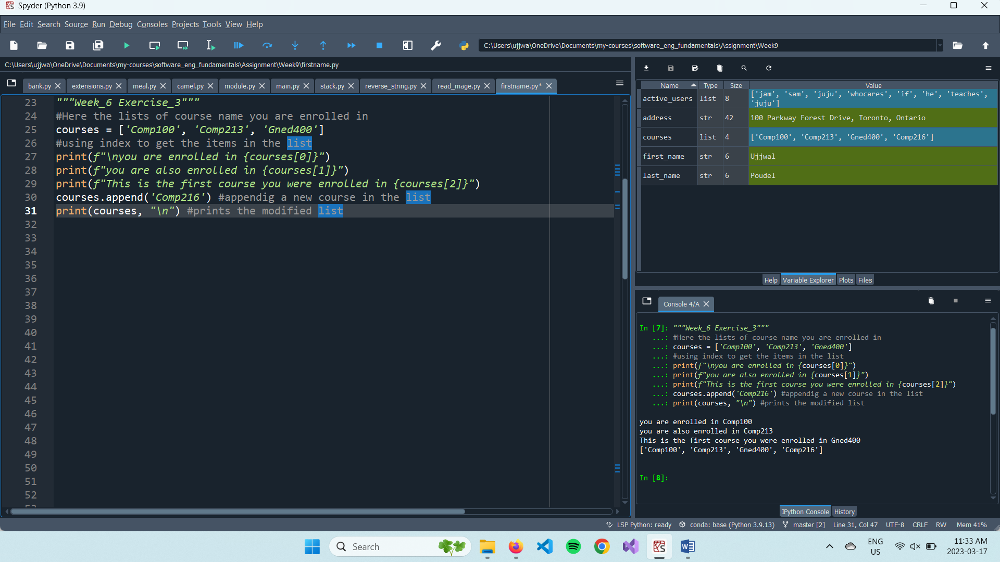 Spyder (Python 3.9)
File Edit Search Source Run Debug Consoles Projects Tools View Help
C:\Users\ujjwa\OneDrive\Documents\my-courses\software_eng_fundamentals\Assignment\Week9
C:\Users\ujjwa\OneDrive\Documents\my-courses\software_eng_fundamentals\Assignment\Week9\firstname.py
bank.py extensions.py meal.py camel.py module.py main.py stack.py reverse_string.py read_mage.py firstname.py*
23 """Week_6 Exercise_3"""
24 #Here the lists of course name you are enrolled in
25 courses = ['Comp100', 'Comp213', 'Gned400']
26 #using index to get the items in the list
27 print(f"\nyou are enrolled in {courses[0]}")
28 print(f"you are also enrolled in {courses[1]}")
29 print(f"This is the first course you were enrolled in {courses[2]}")
30 courses.append('Comp216') #appendig a new course in the list
31 print(courses, "\n") #prints the modified list
32
33
34
35
36
37
38
39
40
41
42
43
44
45
46
47
48
49
50
51
52
53
Name Type Size Value
active_users list 8 ['jam', 'sam', 'juju', 'whocares', 'if', 'he', 'teaches',
'juju']
address str 42 100 Parkway Forest Drive, Toronto, Ontario
courses list 4 ['Comp100', 'Comp213', 'Gned400', 'Comp216']
first_name str 6 Ujjwal
last_name str 6 Poudel
Help Variable Explorer Plots Files
Console 4/A
In [7]: """Week_6 Exercise_3"""
...: #Here the lists of course name you are enrolled in
...: courses = ['Comp100', 'Comp213', 'Gned400']
...: #using index to get the items in the list
...: print(f"\nyou are enrolled in {courses[0]}")
...: print(f"you are also enrolled in {courses[1]}")
...: print(f"This is the first course you were enrolled in {courses[2]}")
...: courses.append('Comp216') #appendig a new course in the list
...: print(courses, "\n") #prints the modified list
you are enrolled in Comp100
you are also enrolled in Comp213
This is the first course you were enrolled in Gned400
['Comp100', 'Comp213', 'Gned400', 'Comp216']
In [8]:
IPython Console History
LSP Python: ready conda: base (Python 3.9.13) master [2] Line 31, Col 47 UTF-8 CRLF RW Mem 41%
Search
ENG
US
11:33 AM
2023-03-17